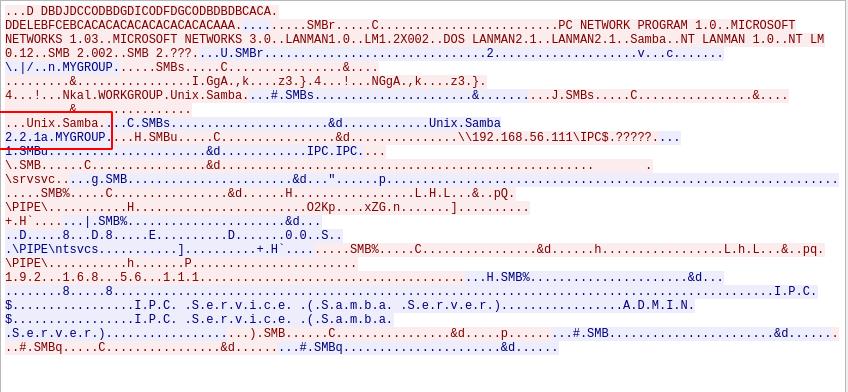 ...D DBDJDCCODBDGDICODFDGCODBDBDBCACA.
DDELEBFCEBCACACACACACACACACACAAA..........SMBr.....C.........................PC NETWORK PROGRAM 1.0..MICROSOFT
NETWORKS 1.03..MICROSOFT NETWORKS 3.0..LANMAN1.0..LM1.2X002..DOS LANMAN2.1..LANMAN2.1..Samba..NT LANMAN 1.0..NT LM
0.12..SMB 2.002..SMB 2.???....U.SMBr...............................2....................v...c.......
\.|/..n.MYGROUP......SMBs.....C................&....
.........&................I.GgA.,k....z3.}.4...!...NGgA.,k....z3.}.
4...!...Nkal.WORKGROUP.Unix.Samba....#.SMBs......................&..........J.SMBs.....C................&....
.........&................
...Unix.Samba....C.SMBs......................&d............Unix.Samba
2.2.1a.MYGROUP....H.SMBu.....C................&d...............\\192.168.56.111\IPC$.?????....
1.SMBu......................&d............IPC.IPC....
\.SMB......C................&d....................................................       .
\srvsvc.....g.SMB.......................&d..."......p...............................................................
.....SMB%.....C................&d......H.................L.H.L...&..pQ.
\PIPE\...........H........................O2Kp....xZG.n.......]..........
+.H`.......|.SMB%......................&d...
..D.....8...D.8.....E..........D.......0.0..S..
.\PIPE\ntsvcs...........]..........+.H`.........SMB%.....C................&d......h.................L.h.L...&..pq.
\PIPE\...........h.......P.......................
1.9.2...1.6.8...5.6...1.1.1........................................H.SMB%......................&d...
........8....8............................................................................................I.P.C.
$.................I.P.C. .S.e.r.v.i.c.e. .(.S.a.m.b.a. .S.e.r.v.e.r.).................A.D.M.I.N.
$.................I.P.C. .S.e.r.v.i.c.e. .(.S.a.m.b.a.
.S.e.r.v.e.r.)....................).SMB......C................&d.....p..........#.SMB.......................&d.......
..#.SMBq.....C................&d...........#.SMBq......................&d......